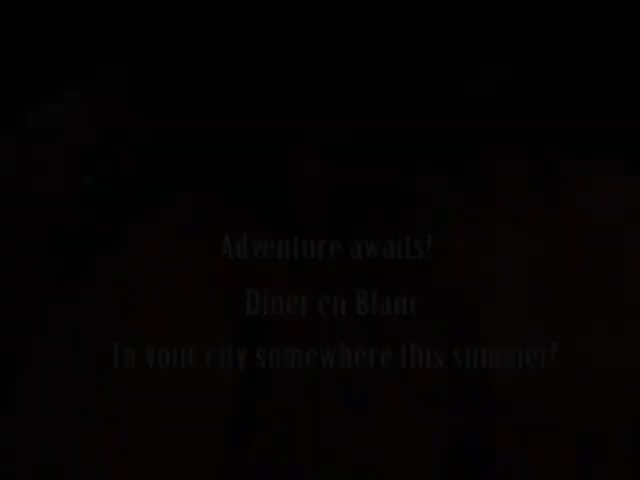 Adventure awaits!
Diner en Blanc
In your city somewhere this summer!